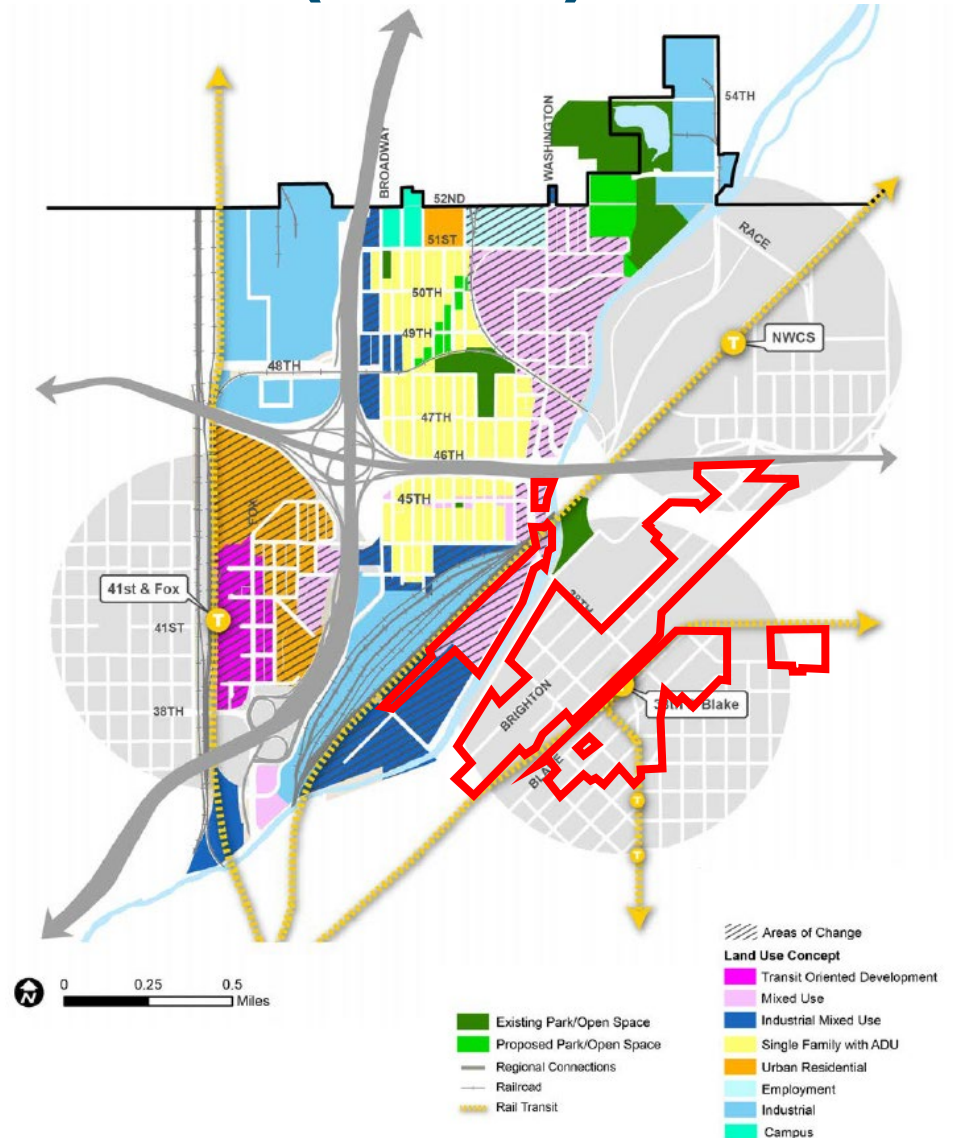 54TH
WASHINGTON
BROADWAY
52ND
51ST
RACE
50TH
49TH
NWCS
48TH
47TH
46TH
45TH
FOX
41st & Fox
38TH
41ST
BRIGHTON
38TH
Blake
BLAKE
0 0.25 0.5
Miles
N
T
T
T
T
Areas of Change
Land Use Concept
Transit Oriented Development
Mixed Use
Industrial Mixed Use
Single Family with ADU
Urban Residential
Employment
Industrial
Campus
Existing Park/Open Space
Proposed Park/Open Space
Regional Connections
Railroad
Rail Transit